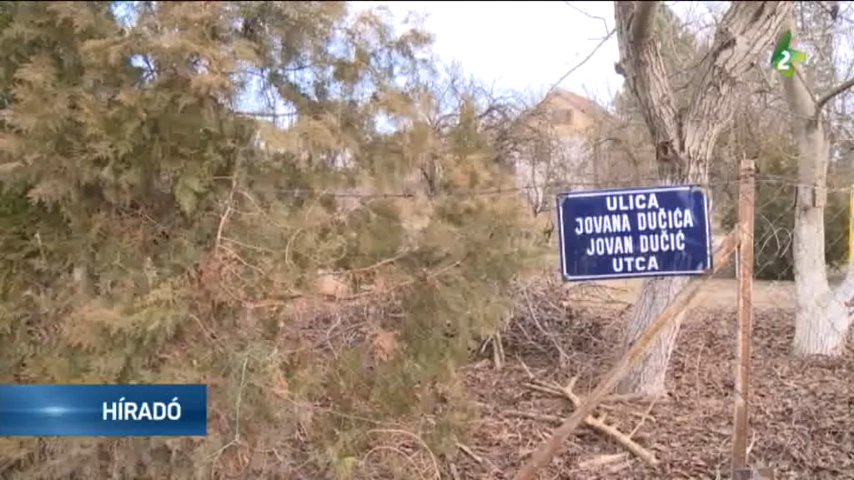 2
ULICA
JOVANA DUČIĆA
JOVAN DUČIĆ
UTCA
HÍRADÓ